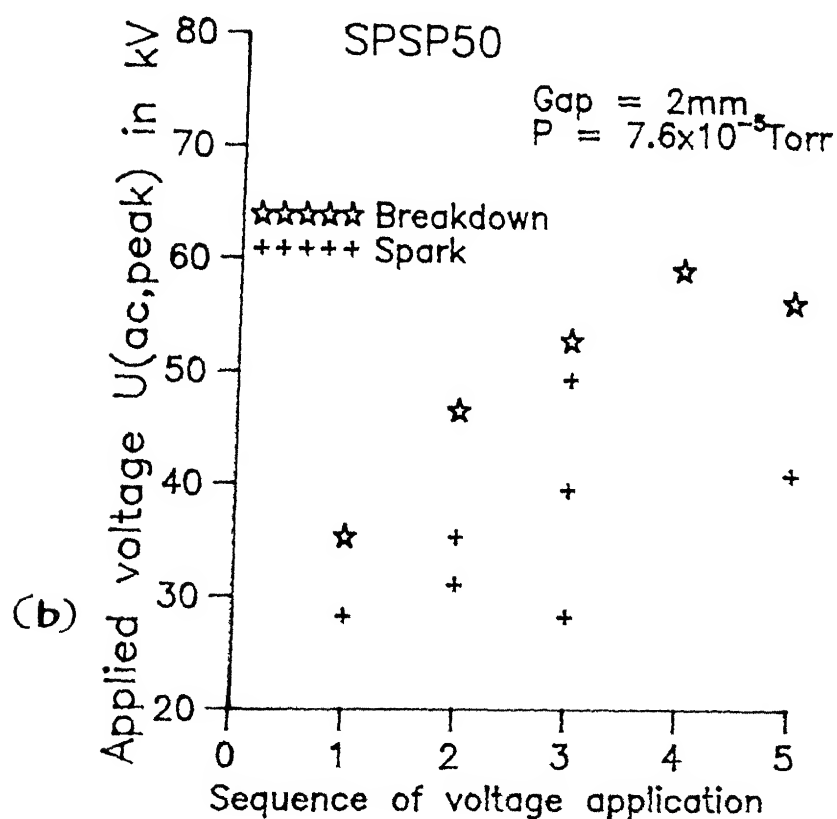 SPSP50
Gap = 2mm
P = 7.6x10⁻⁵Torr
☆☆☆☆☆ Breakdown
+++++ Spark
Applied voltage U(ac,peak) in kV
80
70
60
50
40
30
20
(b)
0 1 2 3 4 5
Sequence of voltage application